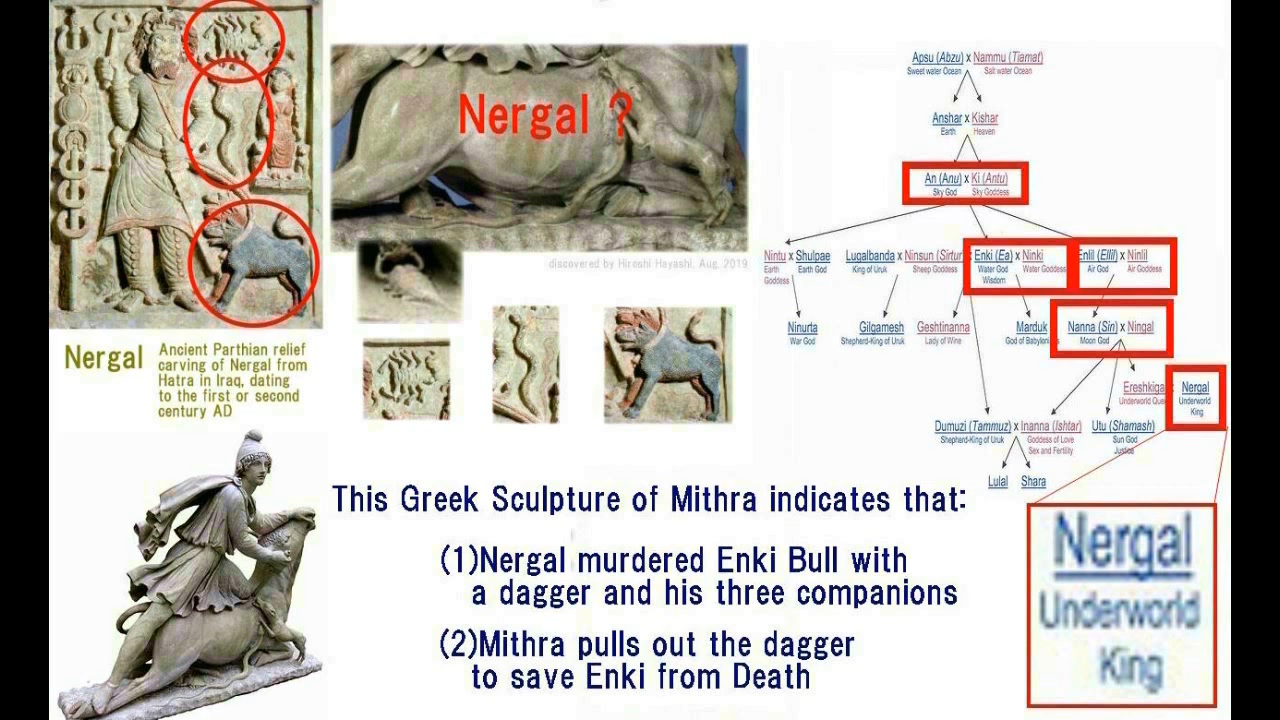 Nergal ?
discovered by Hiroshi Hayashi, Aug, 2019
Nergal
Ancient Parthian relief
carving of Nergal from
Hatra in Iraq, dating
to the first or second
century AD
Apsu (Abzu) x Nammu (Tiamat)
Sweet water Ocean Salt water Ocean
Anshar x Kishar
Earth Heaven
An (Anu) x Ki (Antu)
Sky God Sky Goddess
Nintu x Shulpae
Earth Goddess Earth God
Lugalbanda x Ninsun (Sirtur
King of Uruk Sheep Goddess
Enki (Ea) x Ninki
Water God Wisdom Water Goddess
Enlil (Ellil) x Ninlil
Air God Air Goddess
Ninurta
War God
Gilgamesh
Shepherd-King of Uruk
Geshtinanna
Lady of Wine
Marduk
God of Babylonia
Nanna (Sin) x Ningal
Moon God
Ereshkiga
Underworld Que
Nergal
Underworld
King
Dumuzi (Tammuz) x Inanna (Ishtar)
Shepherd-King of Uruk Goddess of Love
Sex and Fertility
Utu (Shamash)
Sun God
Justice
Lulal Shara
This Greek Sculpture of Mithra indicates that:
(1)Nergal murdered Enki Bull with
a dagger and his three companions
(2)Mithra pulls out the dagger
to save Enki from Death
Nergal
Underworld
King